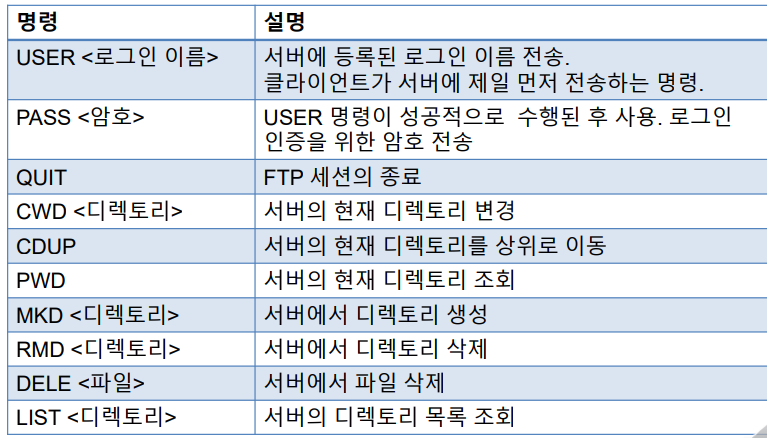 명령 설명
USER <로그인 이름> 서버에 등록된 로그인 이름 전송.
클라이언트가 서버에 제일 먼저 전송하는 명령.
PASS <암호> USER 명령이 성공적으로 수행된 후 사용. 로그인
인증을 위한 암호 전송
QUIT FTP 세션의 종료
CWD <디렉토리> 서버의 현재 디렉토리 변경
CDUP 서버의 현재 디렉토리를 상위로 이동
PWD 서버의 현재 디렉토리 조회
MKD <디렉토리> 서버에서 디렉토리 생성
RMD <디렉토리> 서버에서 디렉토리 삭제
DELE <파일> 서버에서 파일 삭제
LIST <디렉토리> 서버의 디렉토리 목록 조회